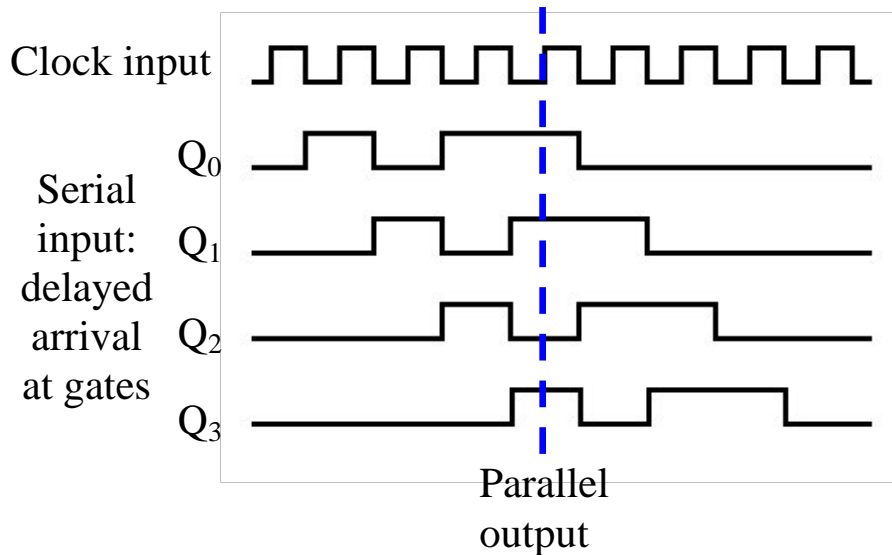 Clock input
Q0
Serial
input:
delayed
arrival
at gates
Q1
Q2
Q3
Parallel
output